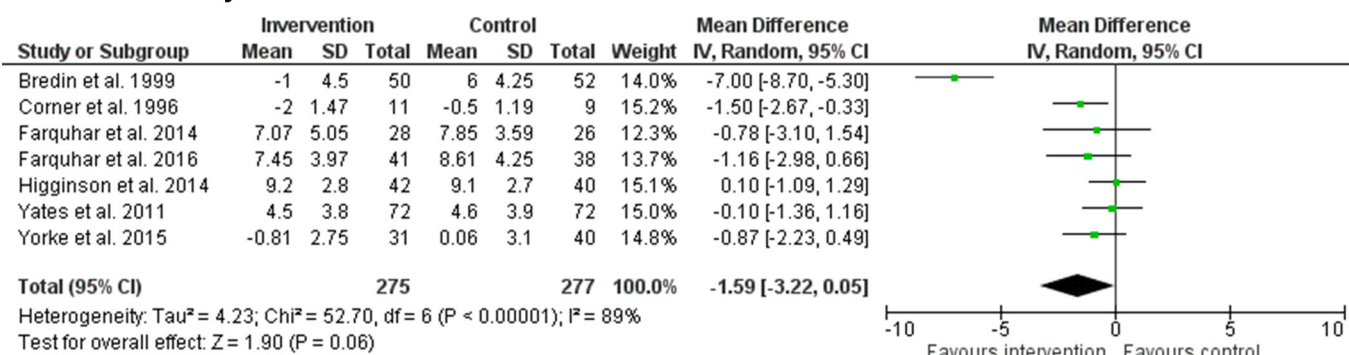 Invervention Control Mean Difference Mean Difference
Study or Subgroup Mean SD Total Mean SD Total Weight IV, Random, 95% CI IV, Random, 95% CI
Bredin et al. 1999 -1 4.5 50 6 4.25 52 14.0% -7.00 [-8.70, -5.30]
Corner et al. 1996 -2 1.47 11 -0.5 1.19 9 15.2% -1.50 [-2.67, -0.33]
Farquhar et al. 2014 7.07 5.05 28 7.85 3.59 26 12.3% -0.78 [-3.10, 1.54]
Farquhar et al. 2016 7.45 3.97 41 8.61 4.25 38 13.7% -1.16 [-2.98, 0.66]
Higginson et al. 2014 9.2 2.8 42 9.1 2.7 40 15.1% 0.10 [-1.09, 1.29]
Yates et al. 2011 4.5 3.8 72 4.6 3.9 72 15.0% -0.10 [-1.36, 1.16]
Yorke et al. 2015 -0.81 2.75 31 0.06 3.1 40 14.8% -0.87 [-2.23, 0.49]
Total (95% CI) 275 277 100.0% -1.59 [-3.22, 0.05]
Heterogeneity: Tau² = 4.23; Chi² = 52.70, df = 6 (P < 0.00001); I² = 89%
Test for overall effect: Z = 1.90 (P = 0.06)
-10 -5 0 5 10
Favours intervention Favours control